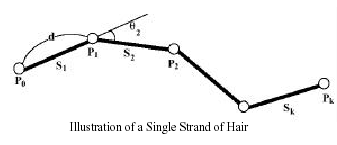 d
θ₂
P₁
S₁
S₂
P₀
P₂
Sₖ
Pₖ
Illustration of a Single Strand of Hair